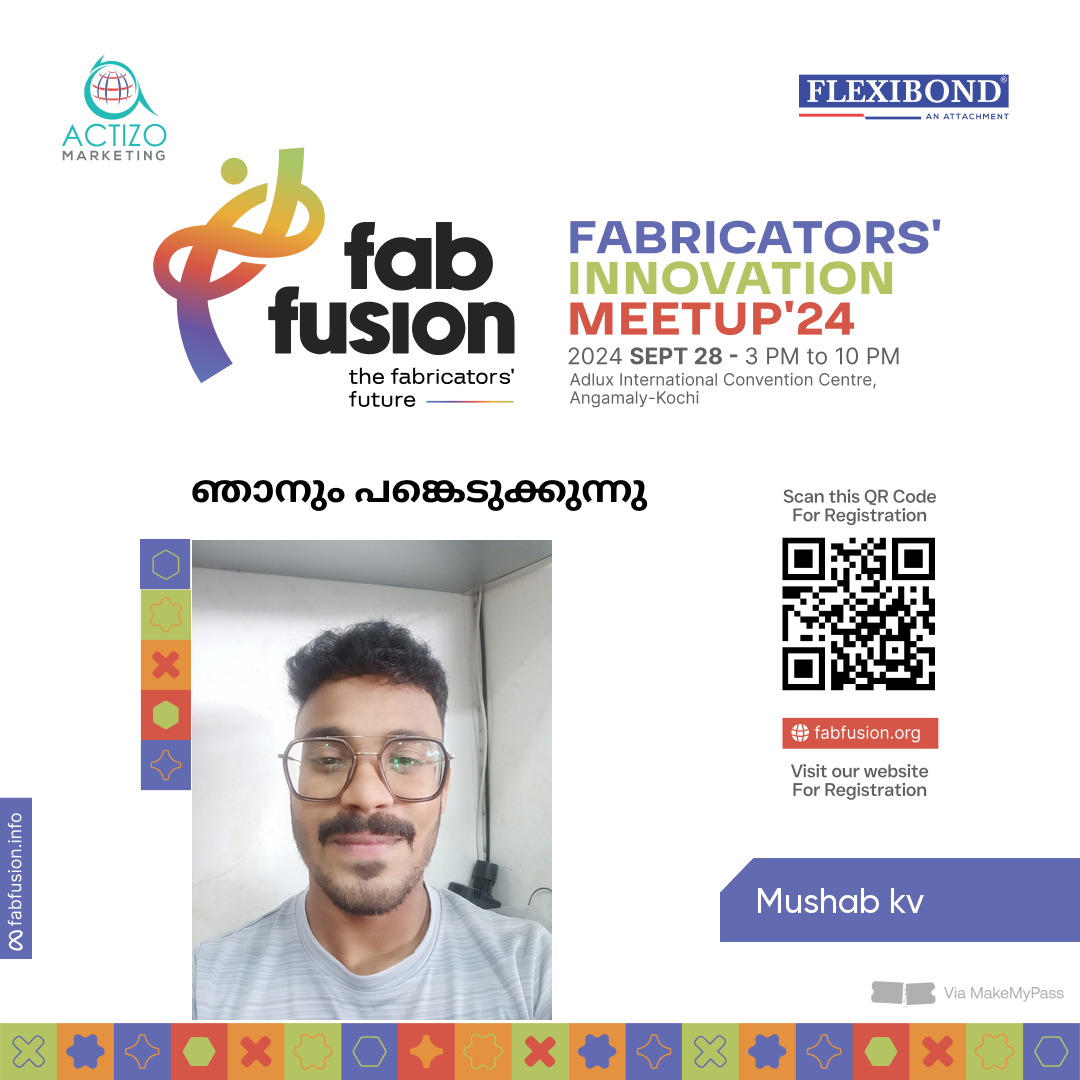 ACTIZO
MARKETING
FLEXIBOND®
AN ATTACHMENT
fab
fusion
the fabricators'
future
FABRICATORS'
INNOVATION
MEETUP'24
2024 SEPT 28 - 3 PM to 10 PM
Adlux International Convention Centre,
Angamaly-Kochi
ഞാനും പങ്കെടുക്കുന്നു
Scan this QR Code
For Registration
fabfusion.org
Visit our website
For Registration
fabfusion.info
Mushab kv
Via MakeMyPass